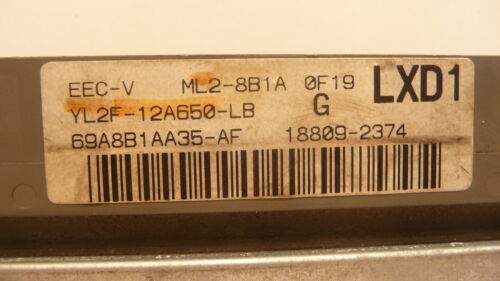 EEC-V ML2-8B1A 0F19 LXD1
YL2F-12A650-LB G
69A8B1AA35-AF 18809-2374